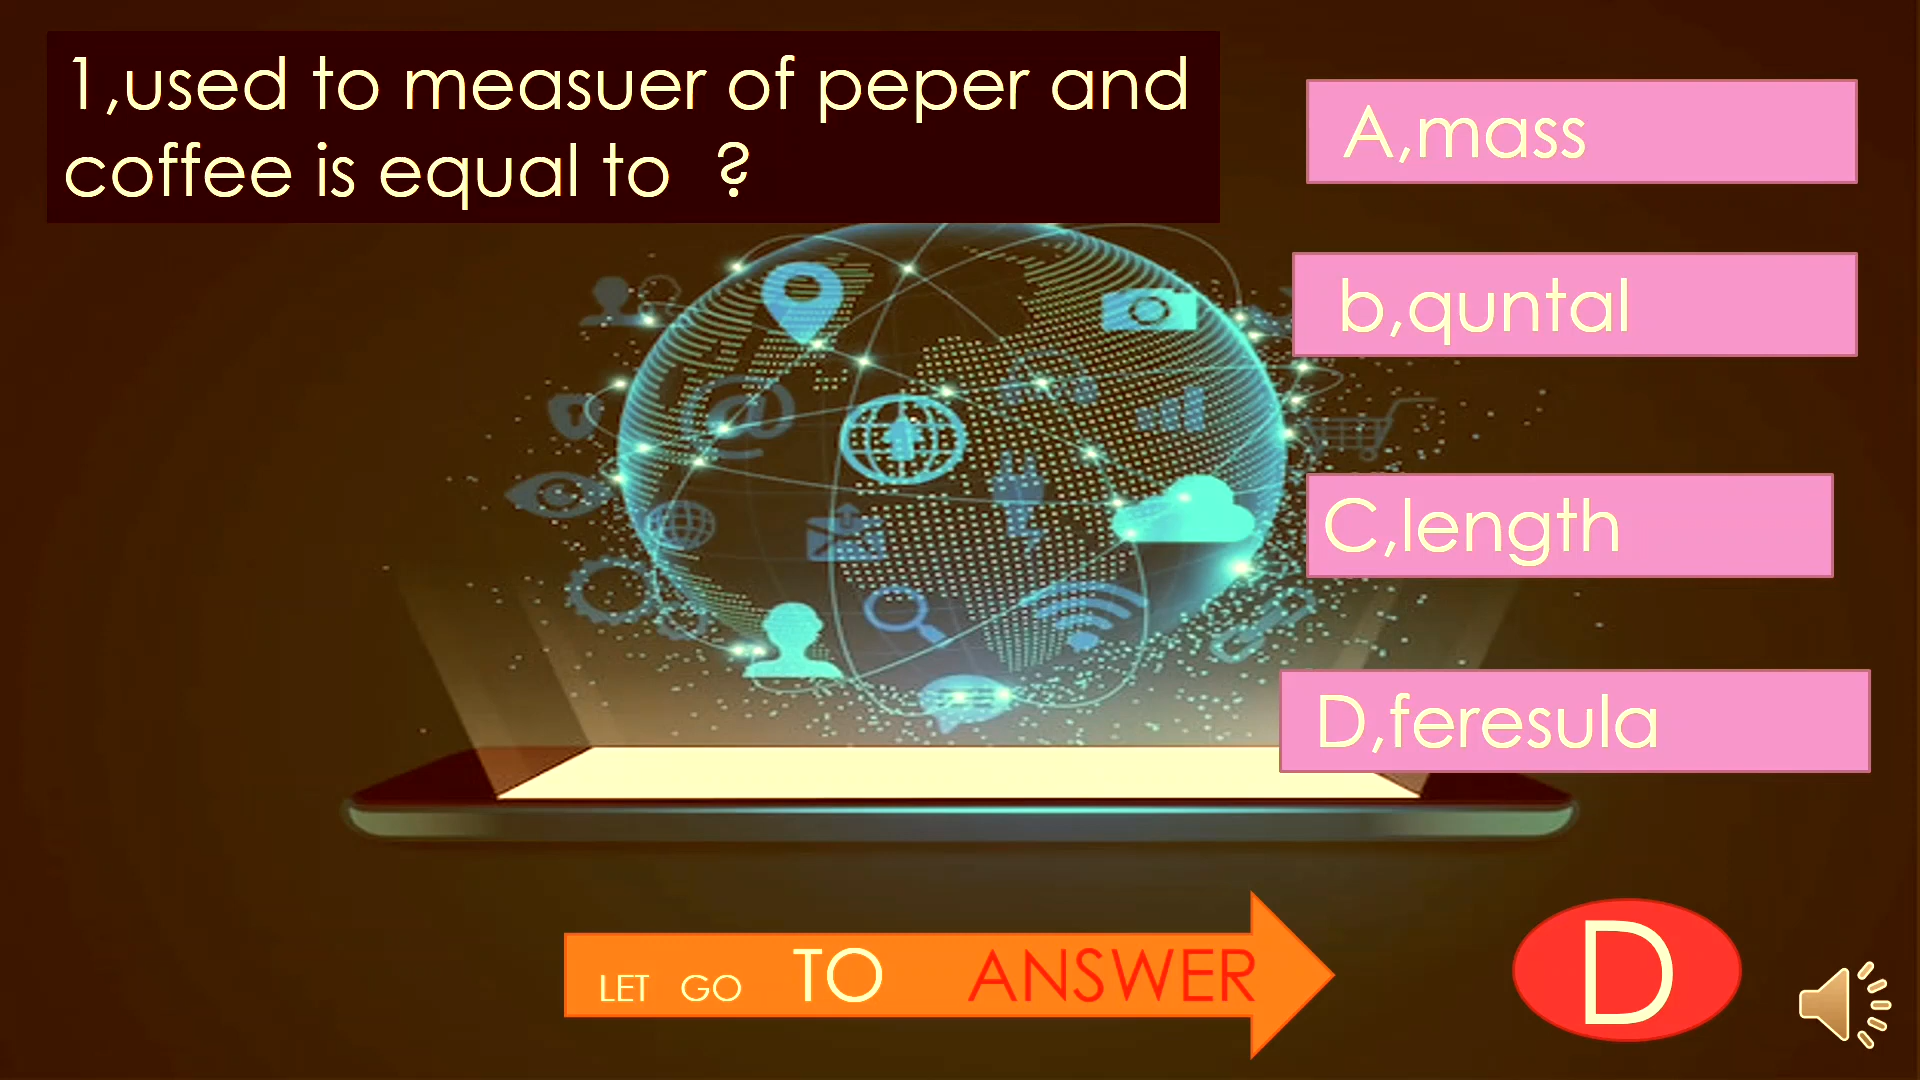 1,used to measuer of peper and
coffee is equal to ?
A,mass
b,quntal
C,length
D,feresula
LET GO TO ANSWER
D